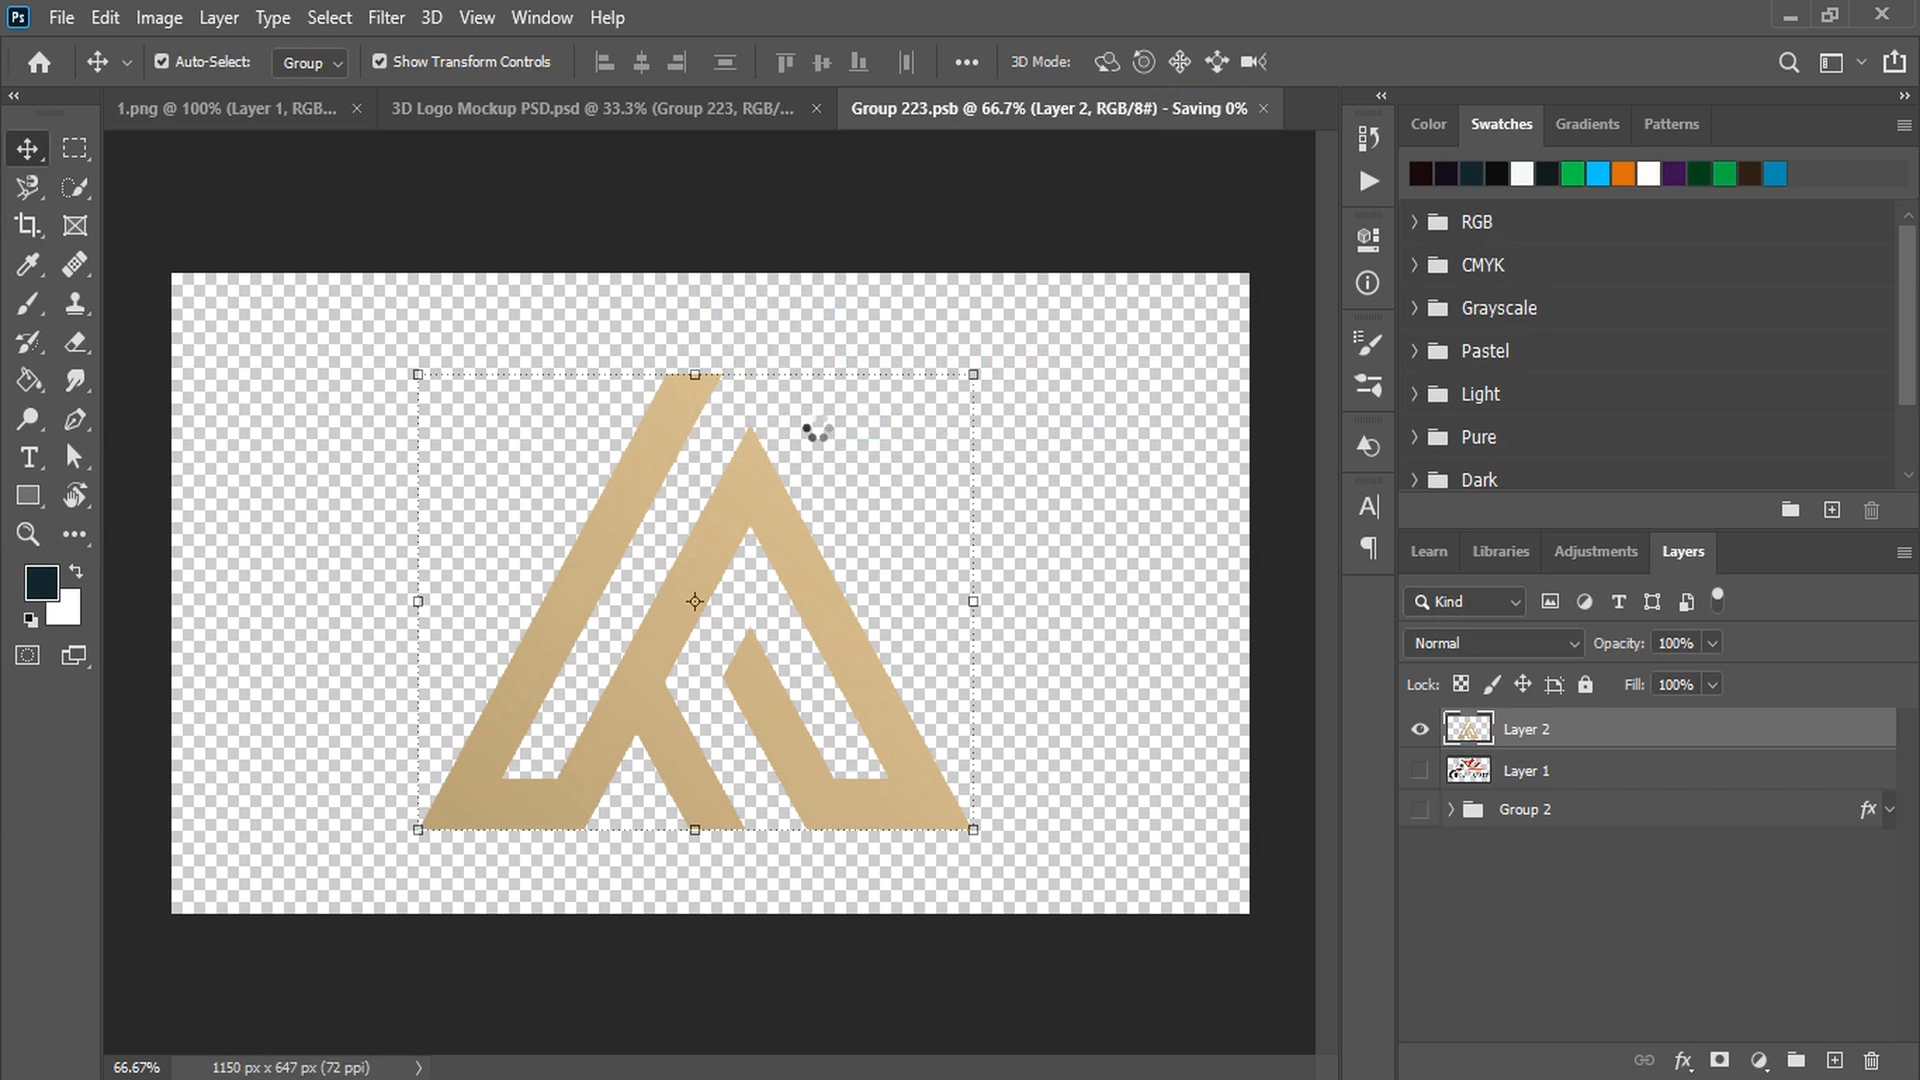 Ps File Edit Image Layer Type Select Filter 3D View Window Help
Auto-Select: Group Show Transform Controls 3D Mode:
1.png @ 100% (Layer 1, RGB... 3D Logo Mockup PSD.psd @ 33.3% (Group 223, RGB/... Group 223.psb @ 66.7% (Layer 2, RGB/8#) - Saving 0%
Color Swatches Gradients Patterns
RGB
CMYK
Grayscale
Pastel
Light
Pure
Dark
Learn Libraries Adjustments Layers
Kind
Normal Opacity: 100%
Lock: Fill: 100%
Layer 2
Layer 1
Group 2 fx
66.67% 1150 px x 647 px (72 ppi)